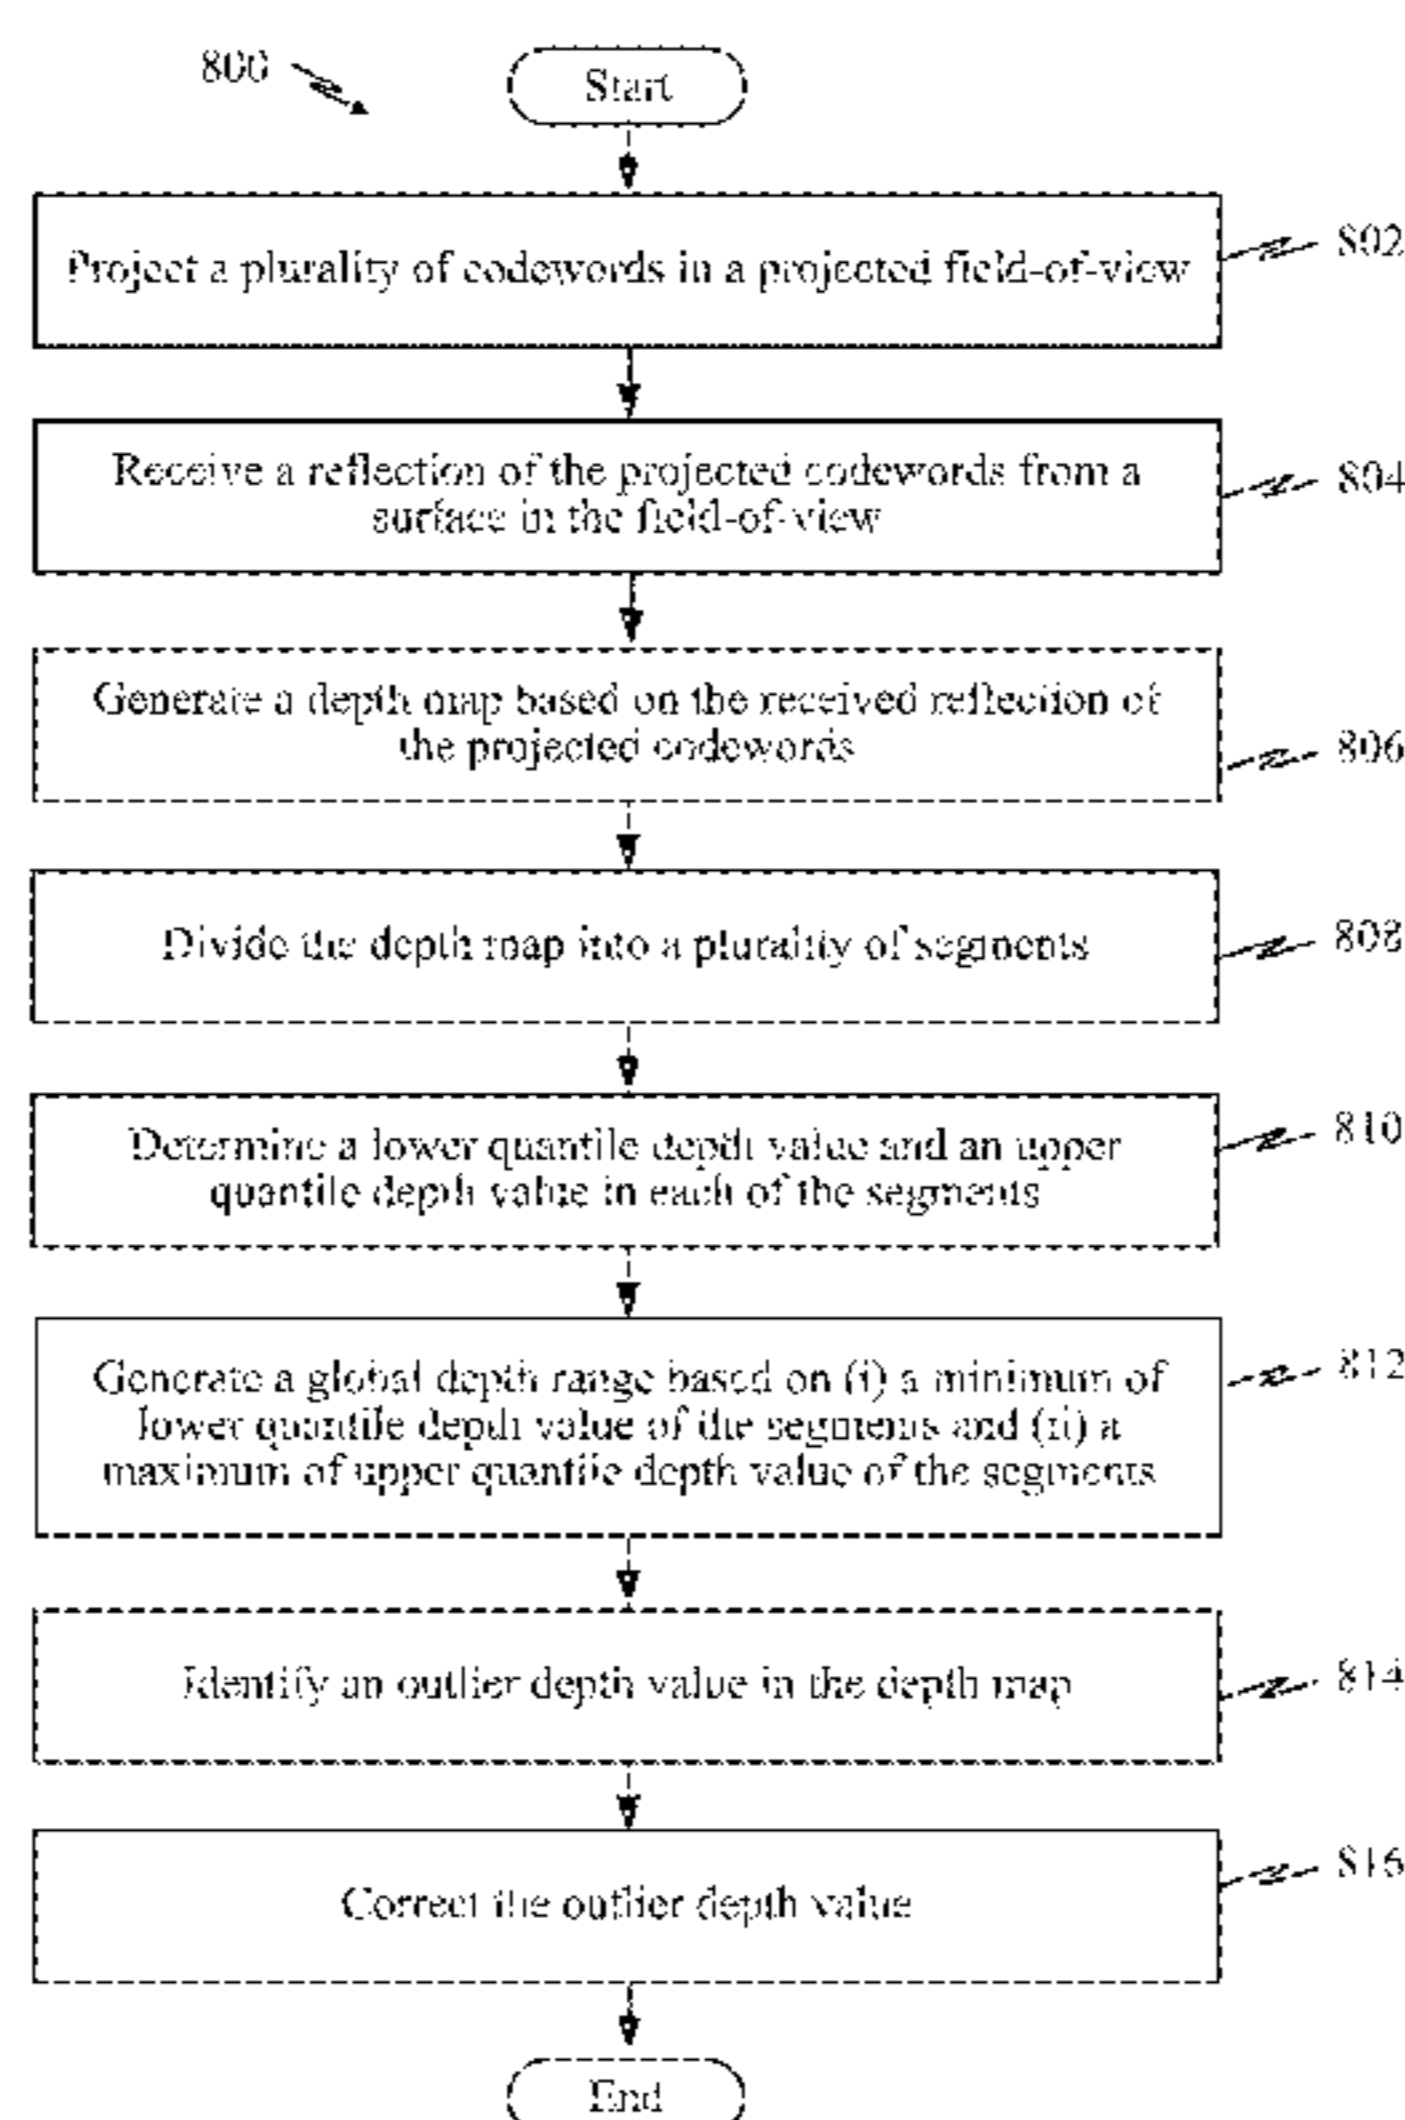 800
Start
Project a plurality of codewords in a projected field-of-view
802
Receive a reflection of the projected codewords from a
surface in the field-of-view
804
Generate a depth map based on the received reflection of
the projected codewords
806
Divide the depth map into a plurality of segments
808
Determine a lower quantile depth value and an upper
quantile depth value in each of the segments
810
Generate a global depth range based on (i) a minimum of
lower quantile depth value of the segments and (ii) a
maximum of upper quantile depth value of the segments
812
Identify an outlier depth value in the depth map
814
Correct the outlier depth value
816
End